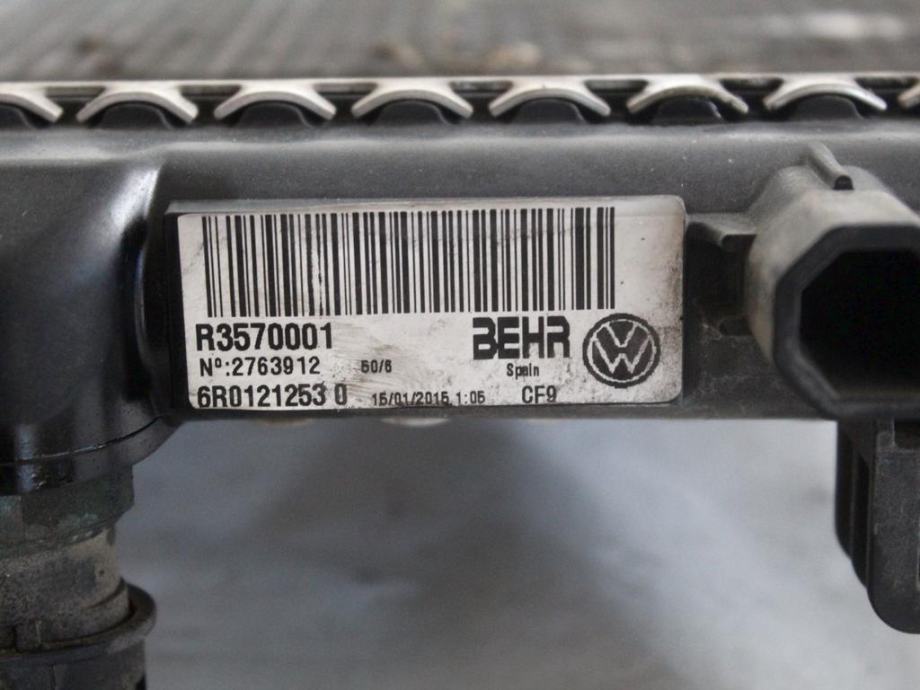 R3570001
BEHR
Nº:2763912 50/6 Spain
6R0121253 0 15/01/2015 1:05 CF9